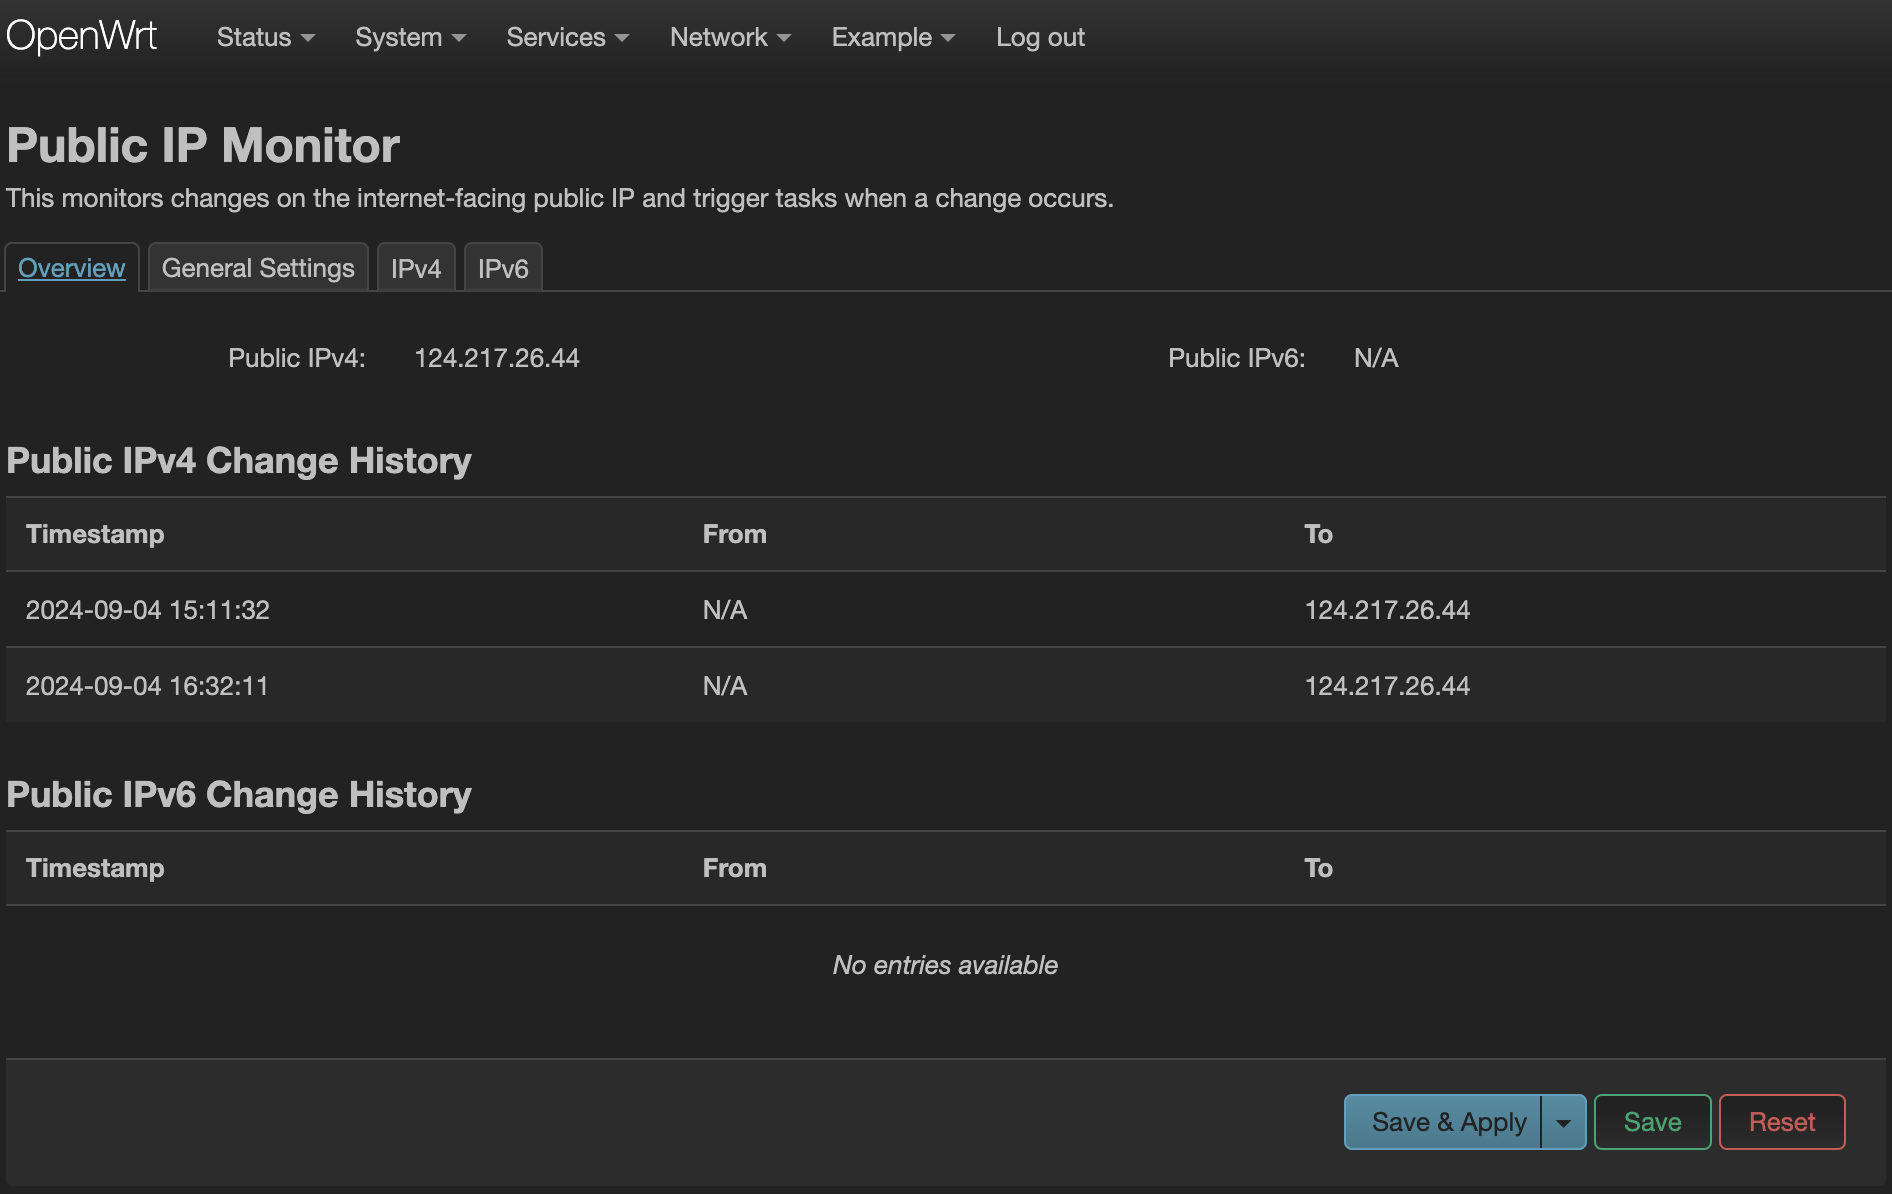 OpenWrt Status System Services Network Example Log out
Public IP Monitor
This monitors changes on the internet-facing public IP and trigger tasks when a change occurs.
Overview General Settings IPv4 IPv6
Public IPv4: 124.217.26.44 Public IPv6: N/A
Public IPv4 Change History
Timestamp From To
2024-09-04 15:11:32 N/A 124.217.26.44
2024-09-04 16:32:11 N/A 124.217.26.44
Public IPv6 Change History
Timestamp From To
No entries available
Save & Apply Save Reset